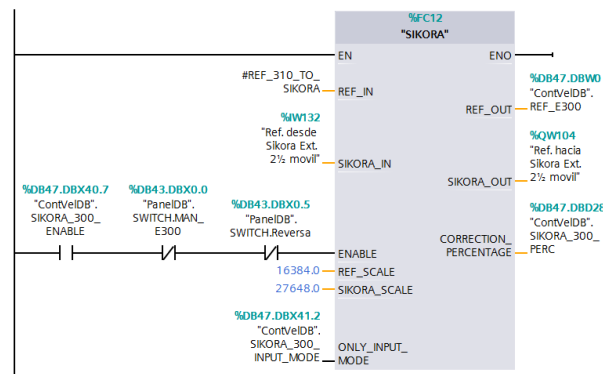 %FC12
"SIKORA"
EN
ENO
#REF_310_TO_
SIKORA
REF_IN
%DB47.DBW0
"ContVelDB".
REF_E300
REF_OUT
%IW132
"Ref. desde
Sikora Ext.
2½ movil"
SIKORA_IN
%QW104
"Ref. hacia
Sikora Ext.
2½ movil"
SIKORA_OUT
%DB47.DBX40.7
"ContVelDB".
SIKORA_300_
ENABLE
%DB43.DBX0.0
"PanelDB".
SWITCH.MAN_
E300
%DB43.DBX0.5
"PanelDB".
SWITCH.Reversa
ENABLE
%DB47.DBD28
"ContVelDB".
SIKORA_300_
PERC
CORRECTION_
PERCENTAGE
16384.0
REF_SCALE
27648.0
SIKORA_SCALE
%DB47.DBX41.2
"ContVelDB".
SIKORA_300_
INPUT_MODE
ONLY_INPUT_
MODE